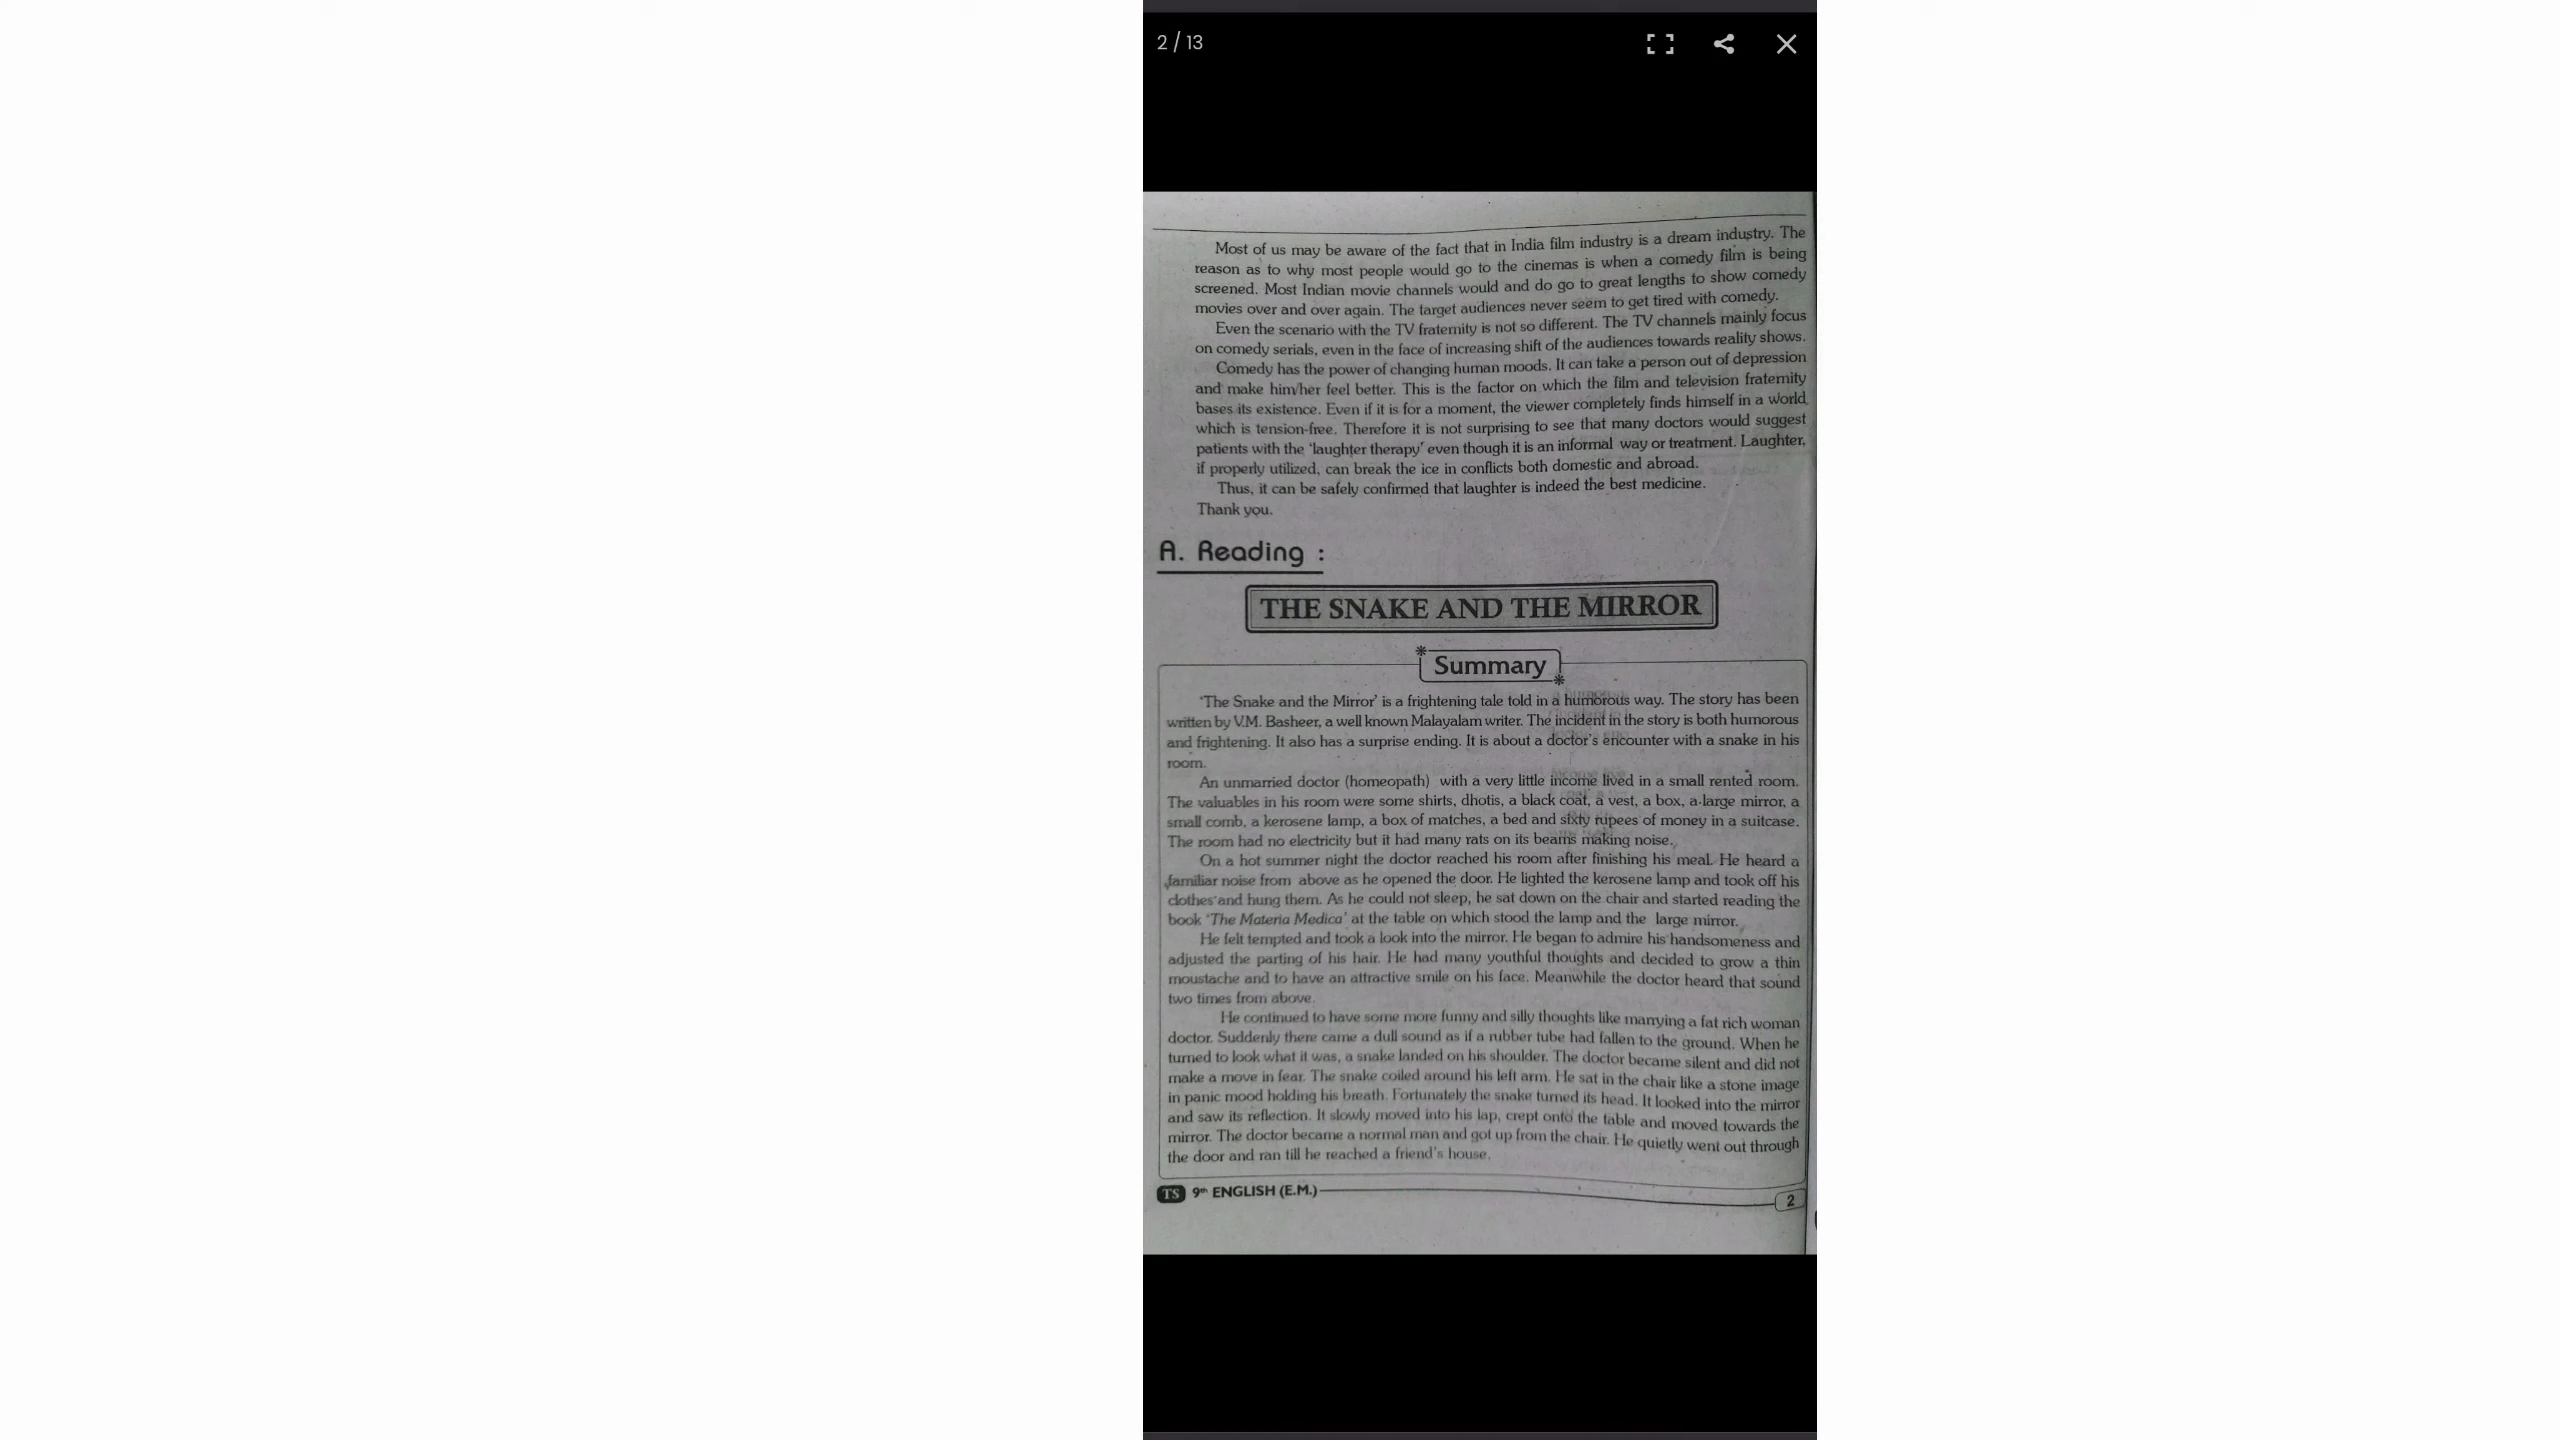 2 / 13
Most of us may be aware of the fact that in India film industry is a dream industry. The
reason as to why most people would go to the cinemas is when a comedy film is being
screened. Most Indian movie channels would and do go to great lengths to show comedy
movies over and over again. The target audiences never seem to get tired with comedy.
Even the scenario with the TV fraternity is not so different. The TV channels mainly focus
on comedy serials, even in the face of increasing shift of the audiences towards reality shows.
Comedy has the power of changing human moods. It can take a person out of depression
and make him/her feel better. This is the factor on which the film and television fraternity
bases its existence. Even if it is for a moment, the viewer completely finds himself in a world
which is tension-free. Therefore it is not surprising to see that many doctors would suggest
patients with the 'laughter therapy' even though it is an informal way or treatment. Laughter,
if properly utilized, can break the ice in conflicts both domestic and abroad.
Thus, it can be safely confirmed that laughter is indeed the best medicine.
Thank you.
A. Reading :
THE SNAKE AND THE MIRROR
Summary
'The Snake and the Mirror' is a frightening tale told in a humorous way. The story has been
written by V.M. Basheer, a well known Malayalam writer. The incident in the story is both humorous
and frightening. It also has a surprise ending. It is about a doctor's encounter with a snake in his
room.
An unmarried doctor (homeopath) with a very little income lived in a small rented room.
The valuables in his room were some shirts, dhotis, a black coat, a vest, a box, a large mirror, a
small comb, a kerosene lamp, a box of matches, a bed and sixty rupees of money in a suitcase.
The room had no electricity but it had many rats on its beams making noise.
On a hot summer night the doctor reached his room after finishing his meal. He heard a
familiar noise from above as he opened the door. He lighted the kerosene lamp and took off his
clothes and hung them. As he could not sleep, he sat down on the chair and started reading the
book 'The Materia Medica' at the table on which stood the lamp and the large mirror.
He felt tempted and took a look into the mirror. He began to admire his handsomeness and
adjusted the parting of his hair. He had many youthful thoughts and decided to grow a thin
moustache and to have an attractive smile on his face. Meanwhile the doctor heard that sound
two times from above.
He continued to have some more funny and silly thoughts like marrying a fat rich woman
doctor. Suddenly there came a dull sound as if a rubber tube had fallen to the ground. When he
turned to look what it was, a snake landed on his shoulder. The doctor became silent and did not
make a move in fear. The snake coiled around his left arm. He sat in the chair like a stone image
in panic mood holding his breath. Fortunately the snake turned its head. It looked into the mirror
and saw its reflection. It slowly moved into his lap, crept onto the table and moved towards the
mirror. The doctor became a normal man and got up from the chair. He quietly went out through
the door and ran till he reached a friend's house.
TS 9th ENGLISH (E.M.) 2